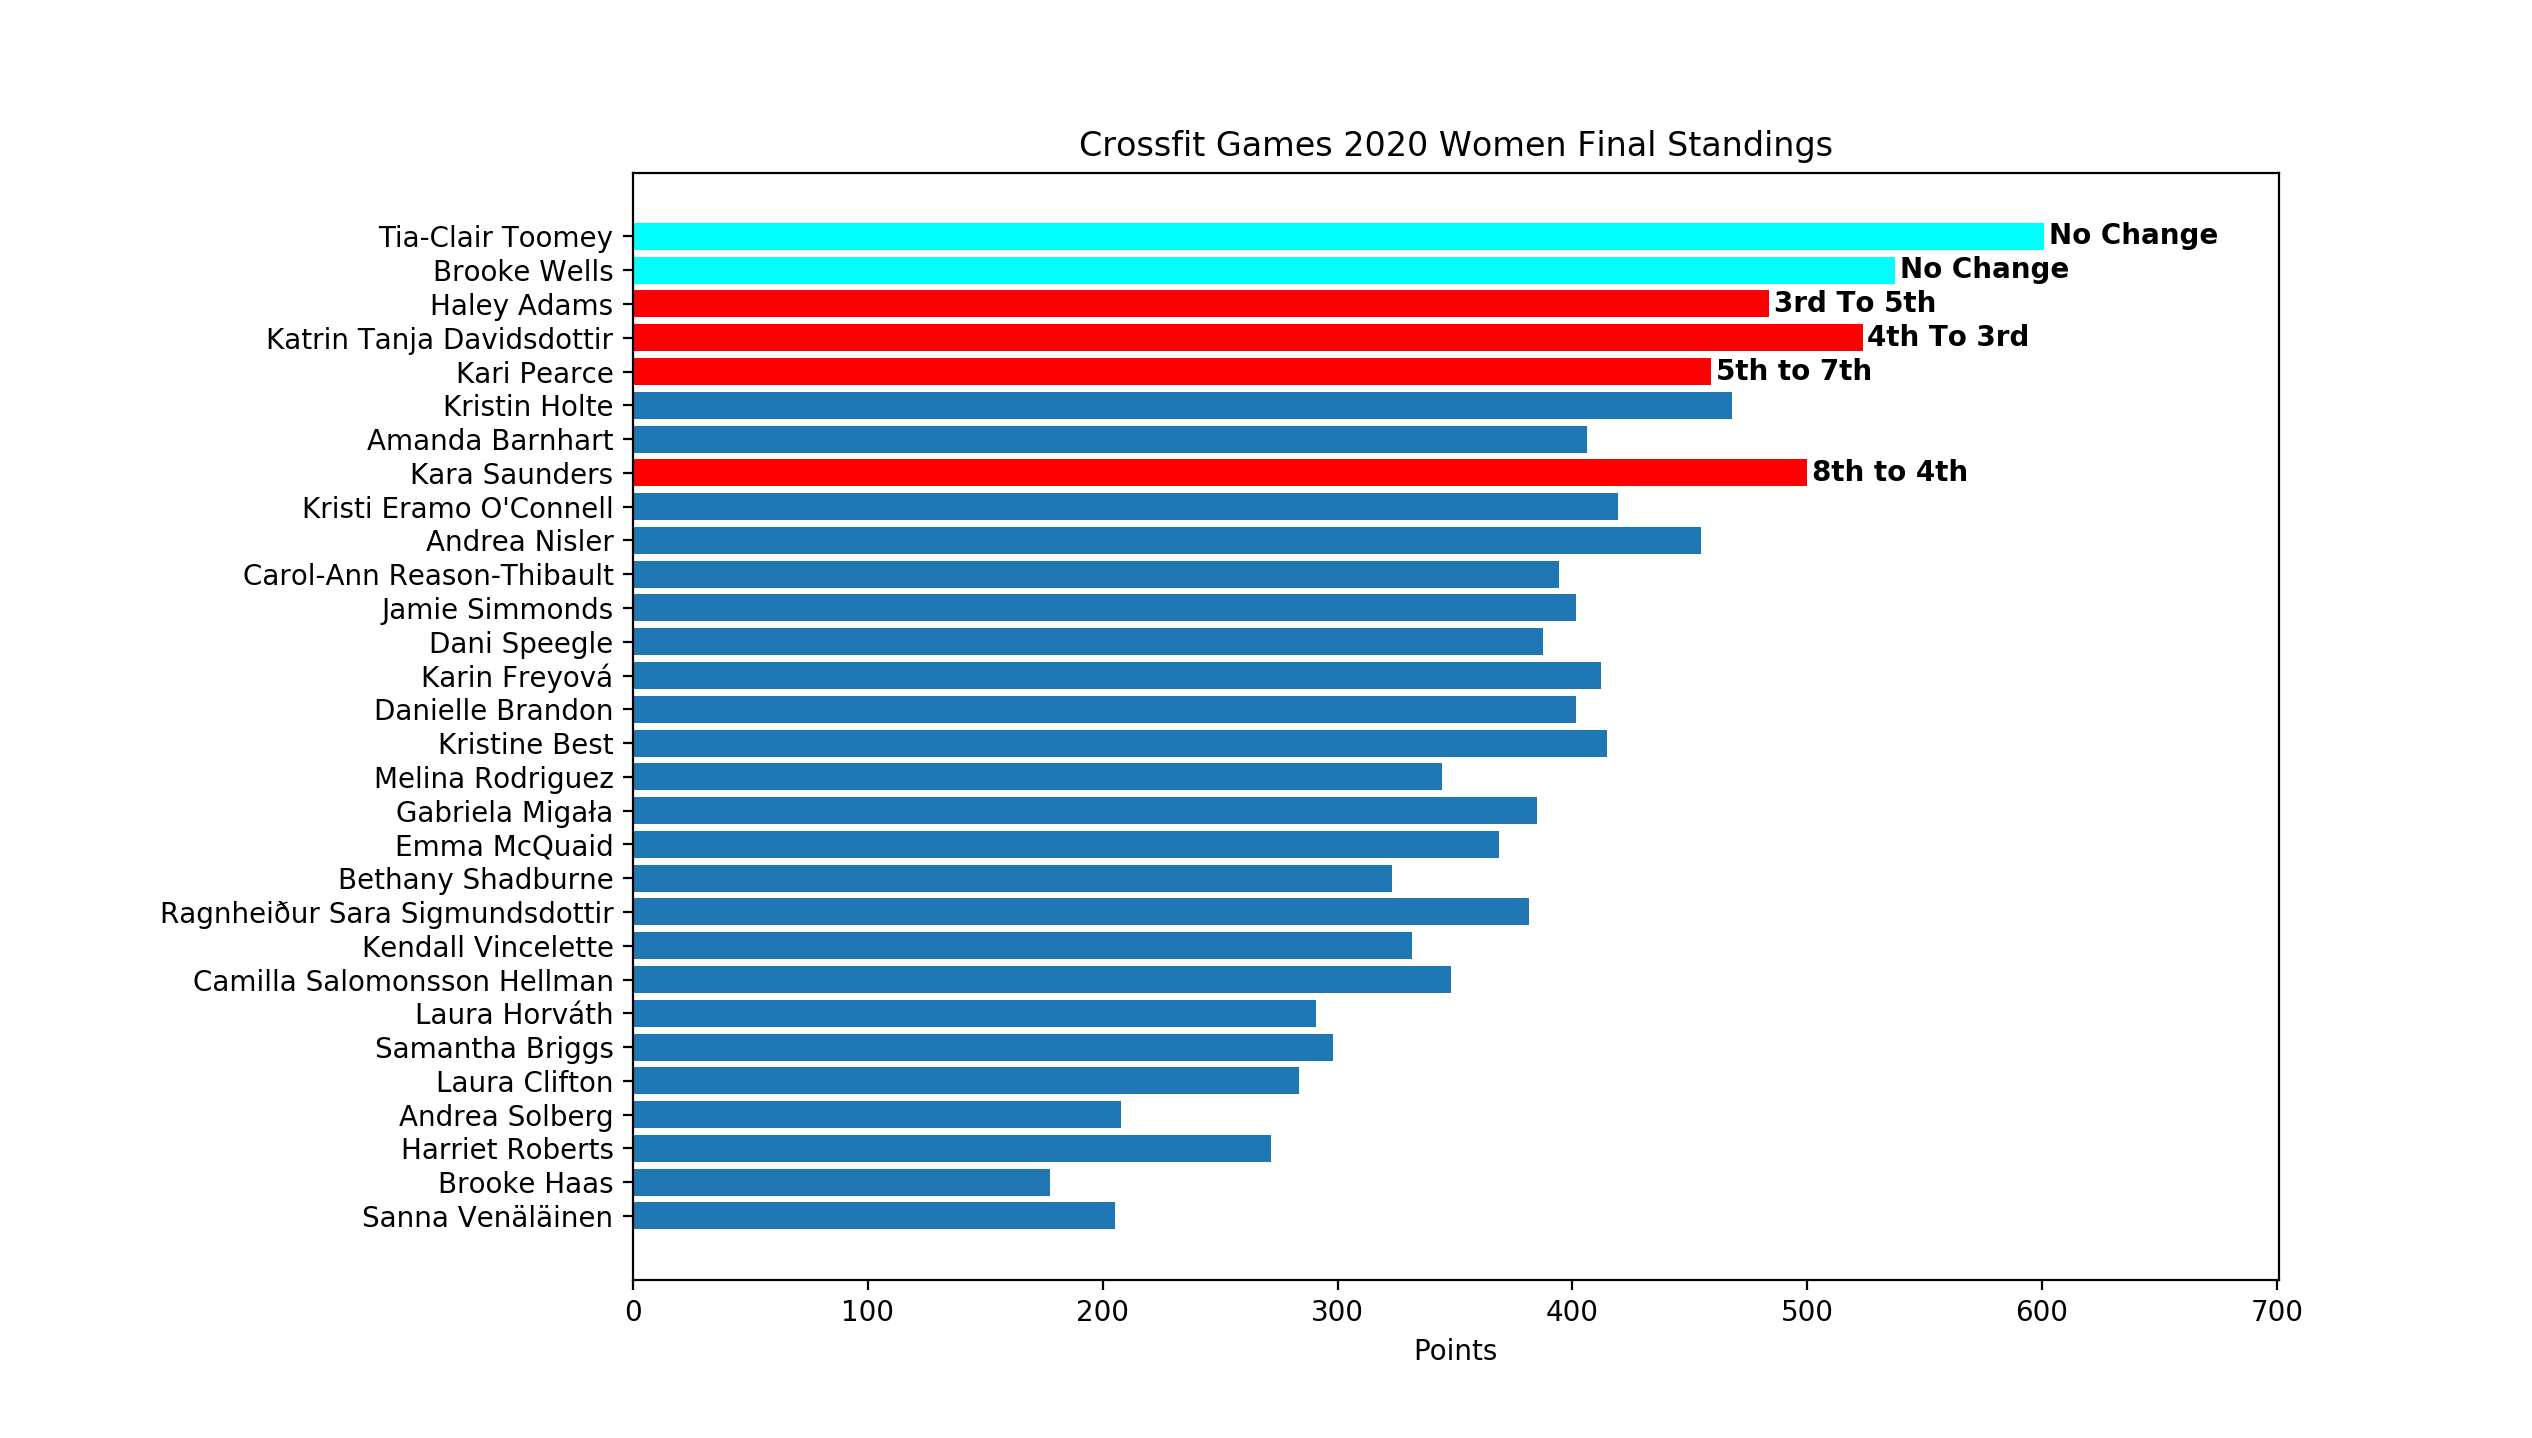 Crossfit Games 2020 Women Final Standings
Tia-Clair Toomey No Change
Brooke Wells No Change
Haley Adams 3rd To 5th
Katrin Tanja Davidsdottir 4th To 3rd
Kari Pearce 5th to 7th
Kristin Holte
Amanda Barnhart
Kara Saunders 8th to 4th
Kristi Eramo O'Connell
Andrea Nisler
Carol-Ann Reason-Thibault
Jamie Simmonds
Dani Speegle
Karin Freyová
Danielle Brandon
Kristine Best
Melina Rodriguez
Gabriela Migała
Emma McQuaid
Bethany Shadburne
Ragnheiður Sara Sigmundsdottir
Kendall Vincelette
Camilla Salomonsson Hellman
Laura Horváth
Samantha Briggs
Laura Clifton
Andrea Solberg
Harriet Roberts
Brooke Haas
Sanna Venäläinen
0 100 200 300 400 500 600 700
Points